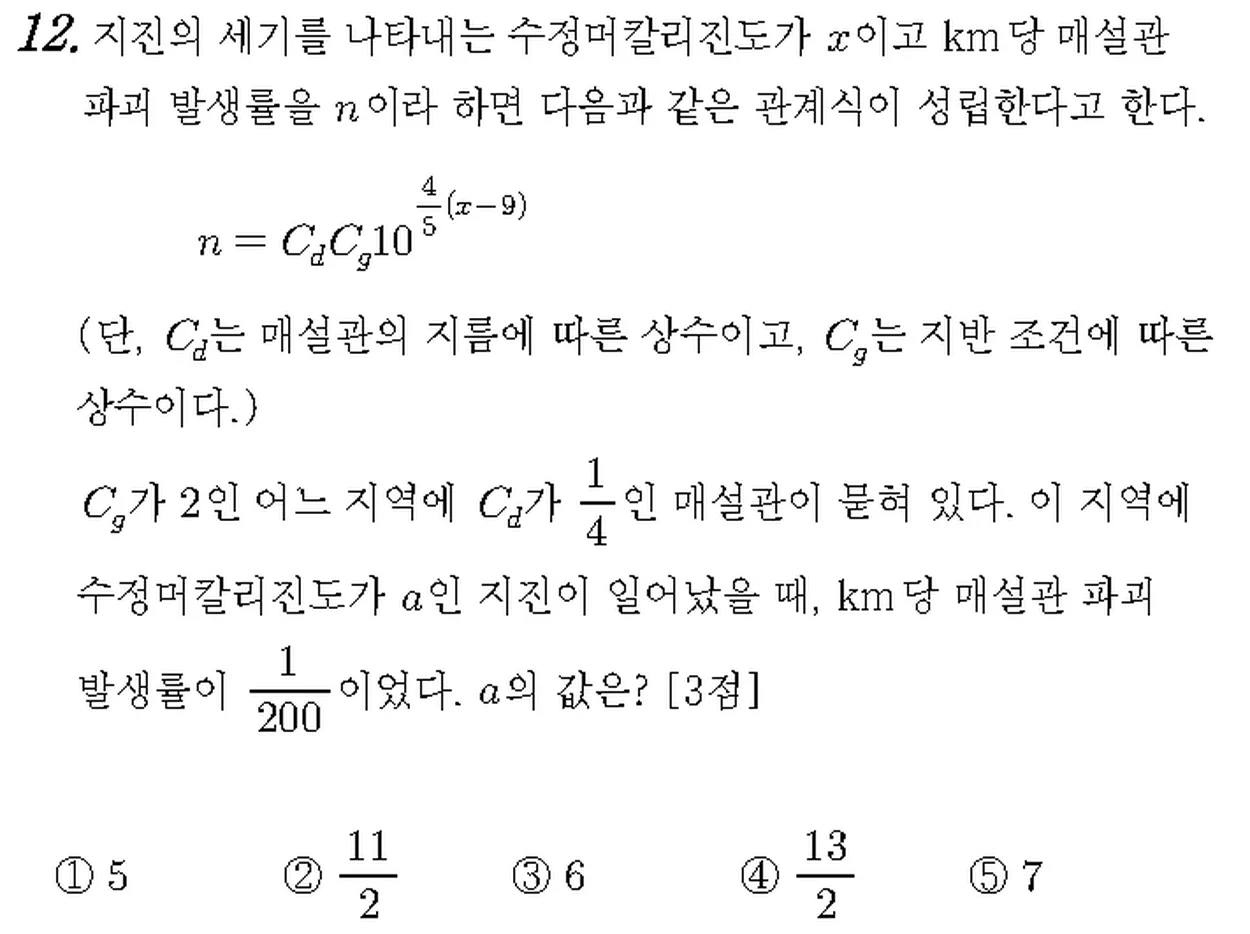 12. 지진의 세기를 나타내는 수정머칼리진도가 x이고 km당 매설관
파괴 발생률을 n이라 하면 다음과 같은 관계식이 성립한다고 한다.
n = C_d C_g 10^{\frac{4}{5}(x-9)}
(단, C_d는 매설관의 지름에 따른 상수이고, C_g는 지반 조건에 따른
상수이다.)
C_g가 2인 어느 지역에 C_d가 \frac{1}{4}인 매설관이 묻혀 있다. 이 지역에
수정머칼리진도가 a인 지진이 일어났을 때, km당 매설관 파괴
발생률이 \frac{1}{200}이었다. a의 값은? [3점]
① 5 ② \frac{11}{2} ③ 6 ④ \frac{13}{2} ⑤ 7